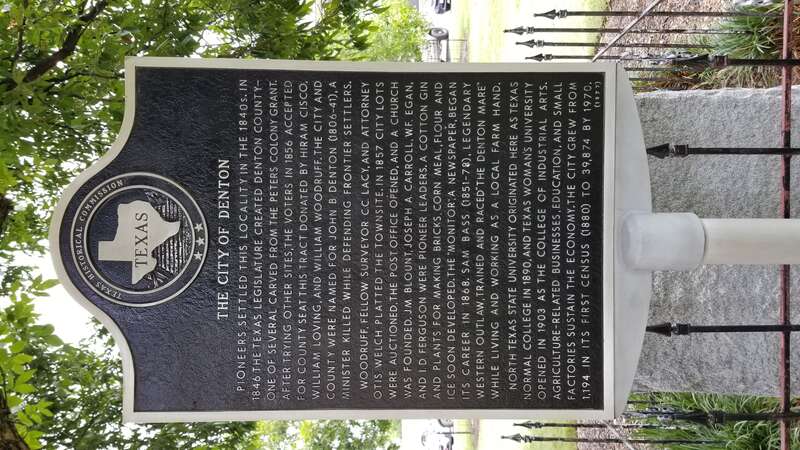 TEXAS HISTORICAL COMMISSION
TEXAS
THE CITY OF DENTON
PIONEERS SETTLED THIS LOCALITY IN THE 1840s. IN
1846 THE TEXAS LEGISLATURE CREATED DENTON COUNTY-
ONE OF SEVERAL CARVED FROM THE PETERS COLONY GRANT.
AFTER TRYING OTHER SITES, THE VOTERS IN 1856 ACCEPTED
FOR COUNTY SEAT THIS TRACT DONATED BY HIRAM CISCO,
WILLIAM LOVING, AND WILLIAM WOODRUFF. THE CITY AND
COUNTY WERE NAMED FOR JOHN B. DENTON (1806-41), A
MINISTER KILLED WHILE DEFENDING FRONTIER SETTLERS.
WOODRUFF, FELLOW SURVEYOR C.C. LACY, AND ATTORNEY
OTIS WELCH PLATTED THE TOWNSITE. IN 1857 CITY LOTS
WERE AUCTIONED, THE POST OFFICE OPENED, AND A CHURCH
WAS FOUNDED. J.M. BLOUNT, JOSEPH A. CARROLL, W.F. EGAN,
AND I.D. FERGUSON WERE PIONEER LEADERS. A COTTON GIN
AND PLANTS FOR MAKING BRICKS, CORN MEAL, FLOUR AND
ICE SOON DEVELOPED. THE MONITOR, A NEWSPAPER, BEGAN
ITS CAREER IN 1868. SAM BASS (1851-78), LEGENDARY
WESTERN OUTLAW, TRAINED AND RACED "THE DENTON MARE"
WHILE LIVING AND WORKING AS A LOCAL FARM HAND.
NORTH TEXAS STATE UNIVERSITY ORIGINATED HERE AS TEXAS
NORMAL COLLEGE IN 1890, AND TEXAS WOMAN'S UNIVERSITY
OPENED IN 1903 AS THE COLLEGE OF INDUSTRIAL ARTS.
AGRICULTURE-RELATED BUSINESSES, EDUCATION, AND SMALL
FACTORIES SUSTAIN THE ECONOMY. THE CITY GREW FROM
1,194 IN ITS FIRST CENSUS (1880) TO 39,874 BY 1970.
(1977)